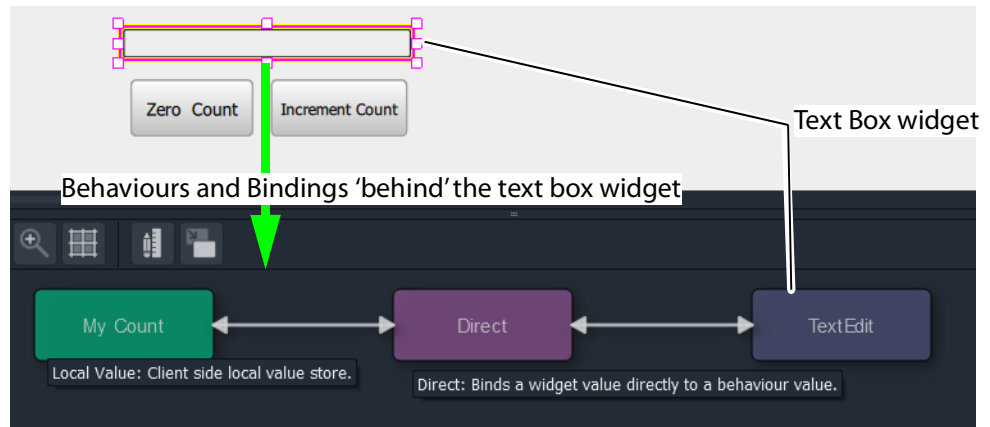 Zero Count
Increment Count
Text Box widget
Behaviours and Bindings ‘behind’ the text box widget
My Count
Direct
TextEdit
Local Value: Client side local value store.
Direct: Binds a widget value directly to a behaviour value.